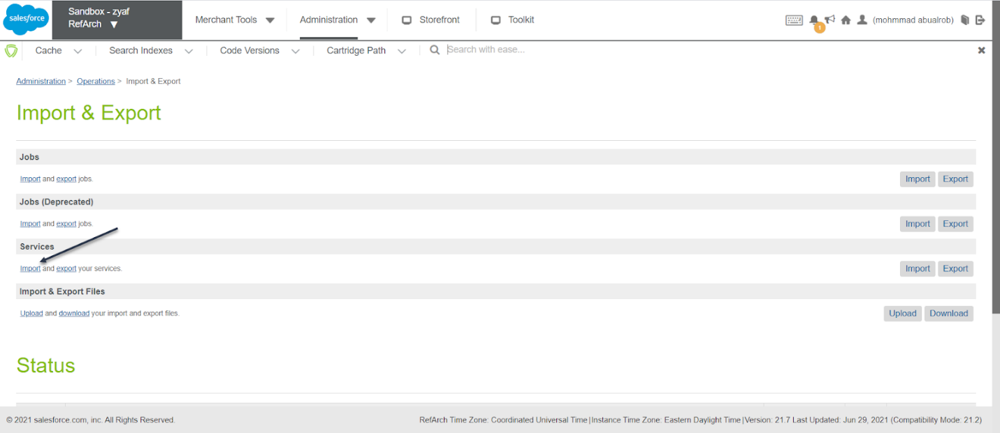 salesforce
Sandbox - zyaf
RefArch
Merchant Tools
Administration
Storefront
Toolkit
1
(mohmmad abualrob)
Cache
Search Indexes
Code Versions
Cartridge Path
Search with ease...
Administration > Operations > Import & Export
Import & Export
Jobs
Import and export jobs.
Import
Export
Jobs (Deprecated)
Import and export jobs.
Import
Export
Services
Import and export your services.
Import
Export
Import & Export Files
Upload and download your import and export files.
Upload
Download
Status
© 2021 salesforce.com, inc. All Rights Reserved.
RefArch Time Zone: Coordinated Universal Time|Instance Time Zone: Eastern Daylight Time|Version: 21.7 Last Updated: Jun 29, 2021 (Compatibility Mode: 21.2)